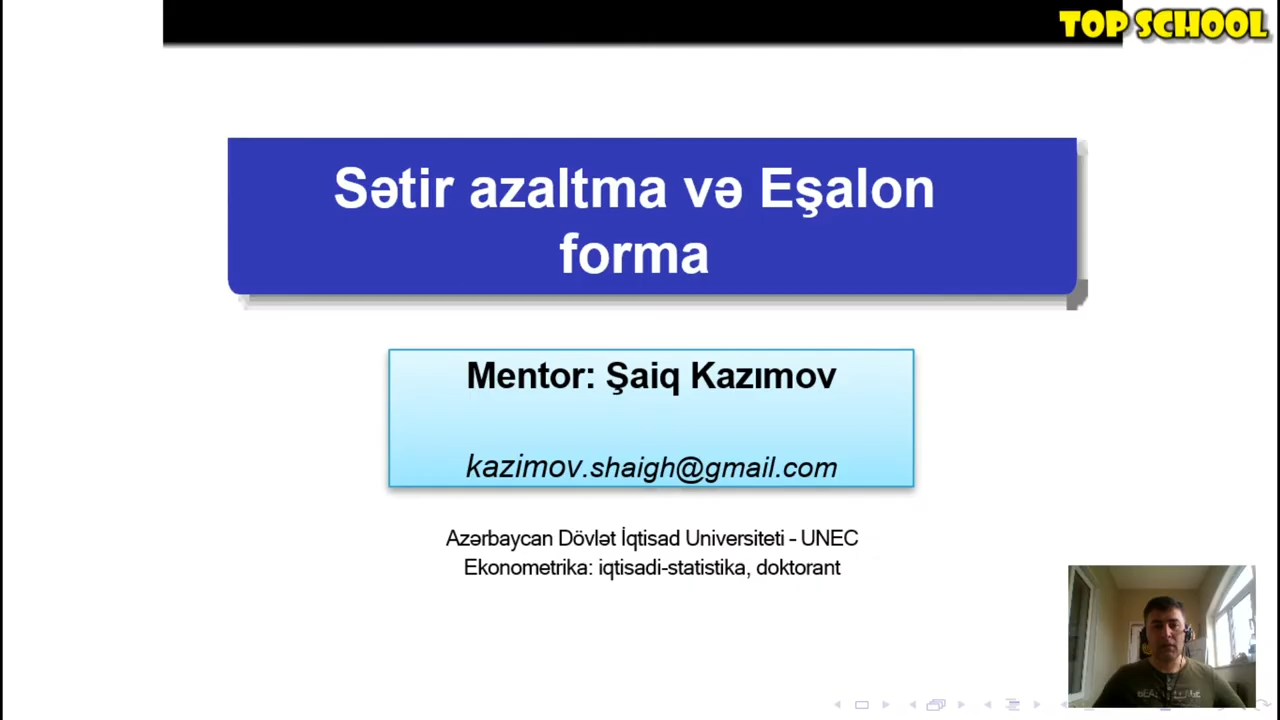 TOP SCHOOL
Sətir azaltma və Eşalon
forma
Mentor: Şaiq Kazımov
kazimov.shaigh@gmail.com
Azərbaycan Dövlət İqtisad Universiteti - UNEC
Ekonometrika: iqtisadi-statistika, doktorant